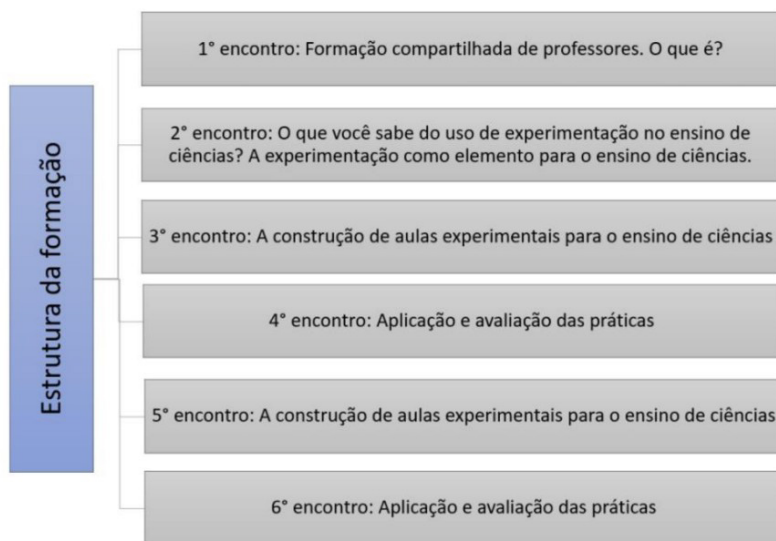 Estrutura da formação
1° encontro: Formação compartilhada de professores. O que é?
2° encontro: O que você sabe do uso de experimentação no ensino de
ciências? A experimentação como elemento para o ensino de ciências.
3° encontro: A construção de aulas experimentais para o ensino de ciências
4° encontro: Aplicação e avaliação das práticas
5° encontro: A construção de aulas experimentais para o ensino de ciências
6° encontro: Aplicação e avaliação das práticas